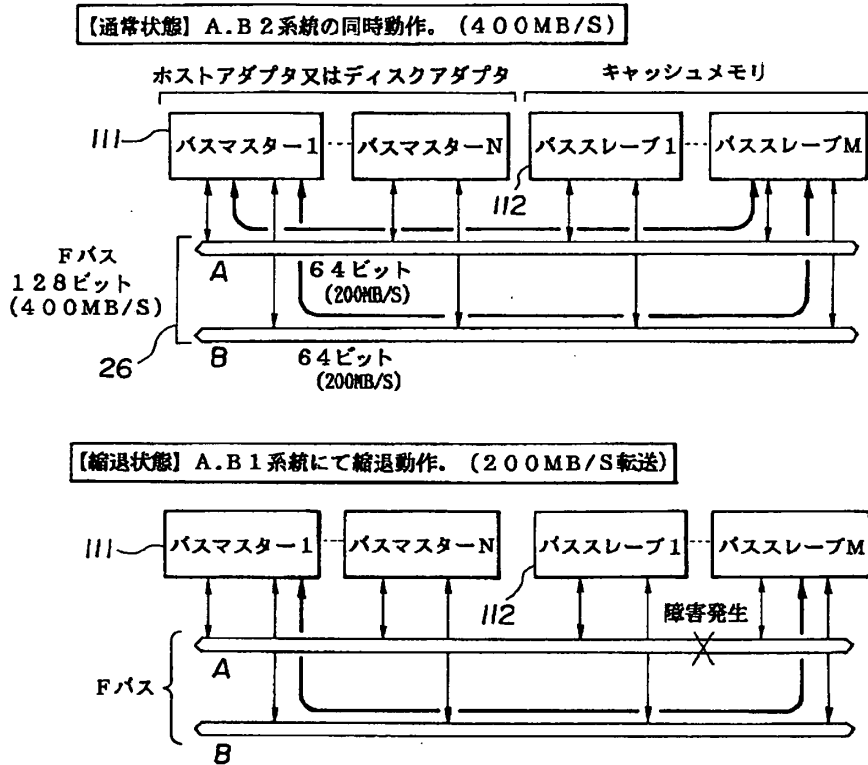 【通常状態】A.B2系統の同時動作。(400MB/S)
ホストアダプタ又はディスクアダプタ
キャッシュメモリ
111
バスマスター1
バスマスターN
バススレーブ1
バススレーブM
112
Fバス
128ビット
(400MB/S)
A
64ビット
(200MB/S)
26
B
64ビット
(200MB/S)
【縮退状態】A.B1系統にて縮退動作。(200MB/S転送)
111
バスマスター1
バスマスターN
バススレーブ1
バススレーブM
112
障害発生
Fバス
A
B